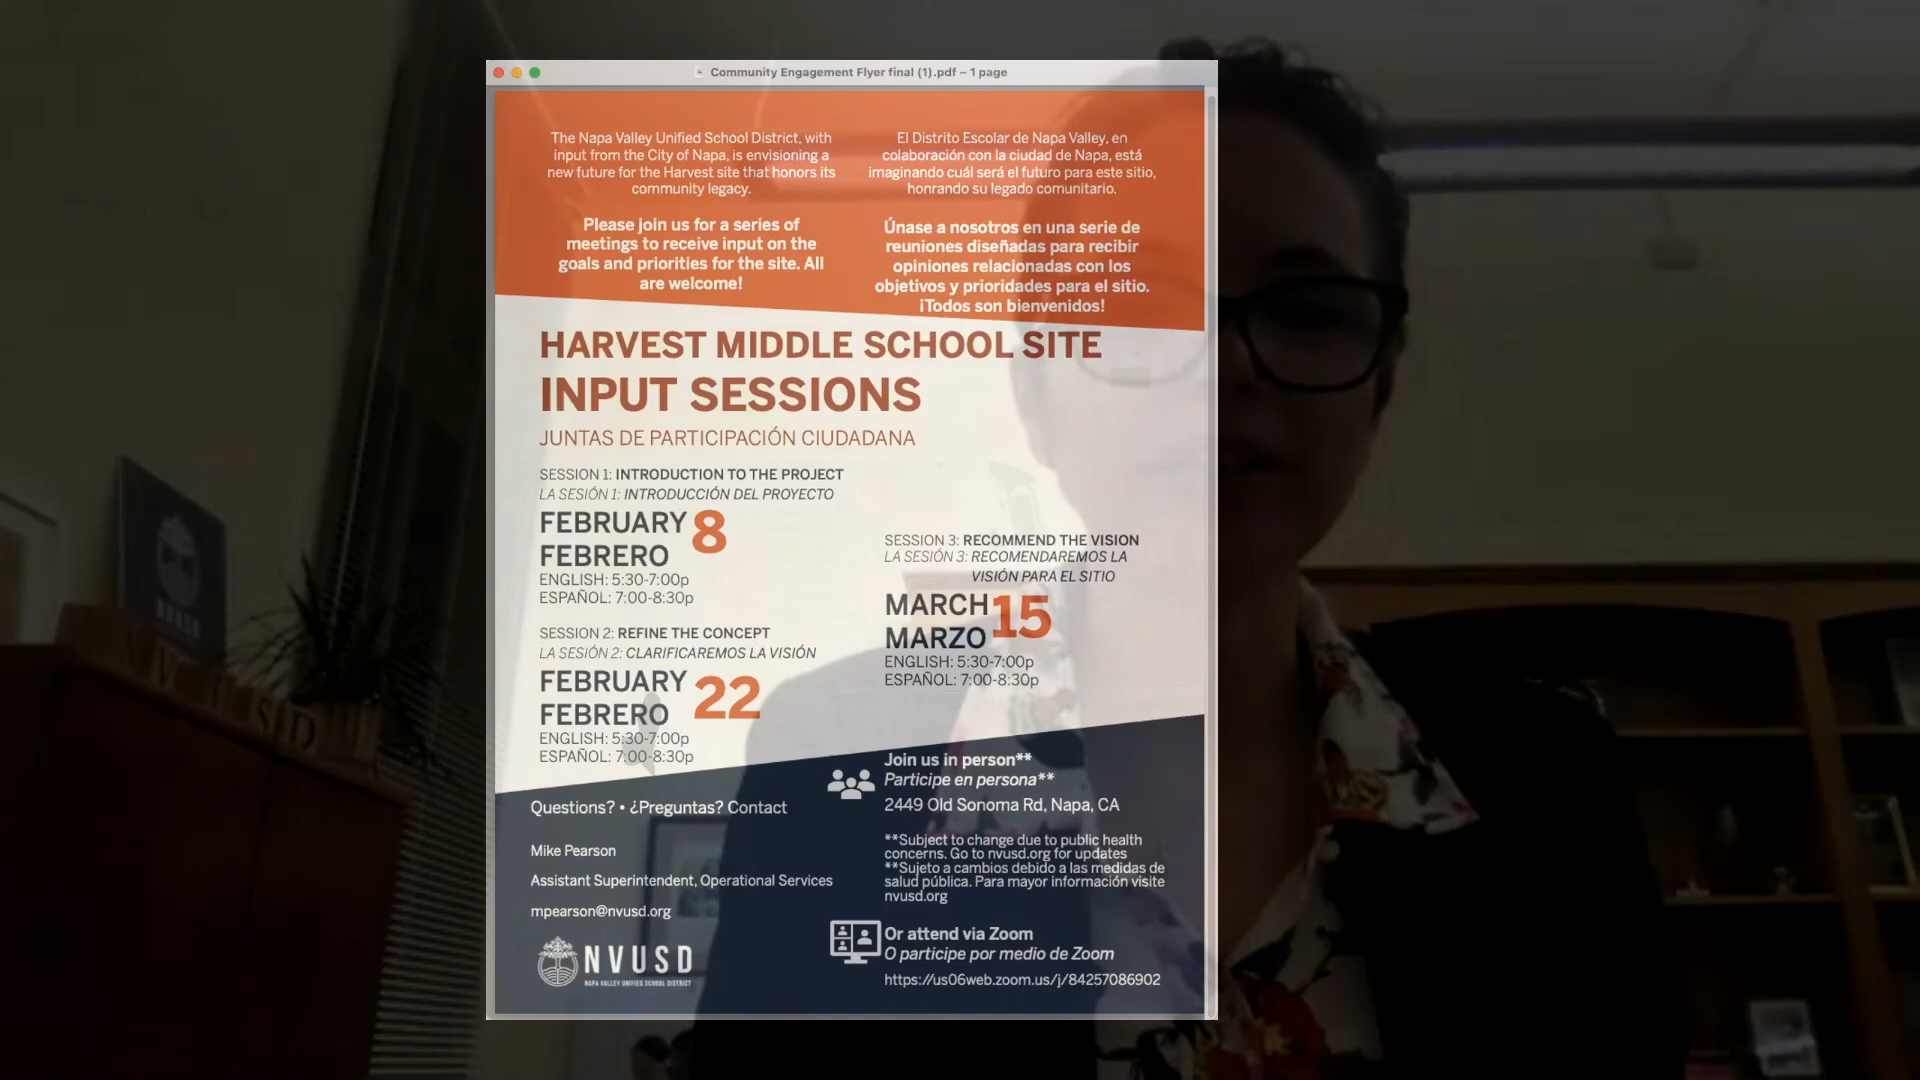 Community Engagement Flyer final (1).pdf – 1 page
The Napa Valley Unified School District, with
input from the City of Napa, is envisioning a
new future for the Harvest site that honors its
community legacy.
Please join us for a series of
meetings to receive input on the
goals and priorities for the site. All
are welcome!
El Distrito Escolar de Napa Valley, en
colaboración con la ciudad de Napa, está
imaginando cuál será el futuro para este sitio,
honrando su legado comunitario.
Únase a nosotros en una serie de
reuniones diseñadas para recibir
opiniones relacionadas con los
objetivos y prioridades para el sitio.
¡Todos son bienvenidos!
HARVEST MIDDLE SCHOOL SITE
INPUT SESSIONS
JUNTAS DE PARTICIPACIÓN CIUDADANA
SESSION 1: INTRODUCTION TO THE PROJECT
LA SESIÓN 1: INTRODUCCIÓN DEL PROYECTO
FEBRUARY 8
FEBRERO
ENGLISH: 5:30-7:00p
ESPAÑOL: 7:00-8:30p
SESSION 2: REFINE THE CONCEPT
LA SESIÓN 2: CLARIFICAREMOS LA VISIÓN
FEBRUARY 22
FEBRERO
ENGLISH: 5:30-7:00p
ESPAÑOL: 7:00-8:30p
SESSION 3: RECOMMEND THE VISION
LA SESIÓN 3: RECOMENDAREMOS LA
VISIÓN PARA EL SITIO
MARCH 15
MARZO
ENGLISH: 5:30-7:00p
ESPAÑOL: 7:00-8:30p
Questions? • ¿Preguntas? Contact
Mike Pearson
Assistant Superintendent, Operational Services
mpearson@nvusd.org
NVUSD
NAPA VALLEY UNIFIED SCHOOL DISTRICT
Join us in person**
Participe en persona**
2449 Old Sonoma Rd, Napa, CA
**Subject to change due to public health
concerns. Go to nvusd.org for updates
**Sujeto a cambios debido a las medidas de
salud pública. Para mayor información visite
nvusd.org
Or attend via Zoom
O participe por medio de Zoom
https://us06web.zoom.us/j/84257086902
NVUSD
NVUSD